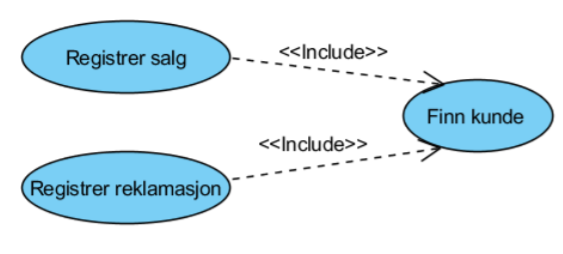 Registrer salg
<<Include>>
Finn kunde
<<Include>>
Registrer reklamasjon